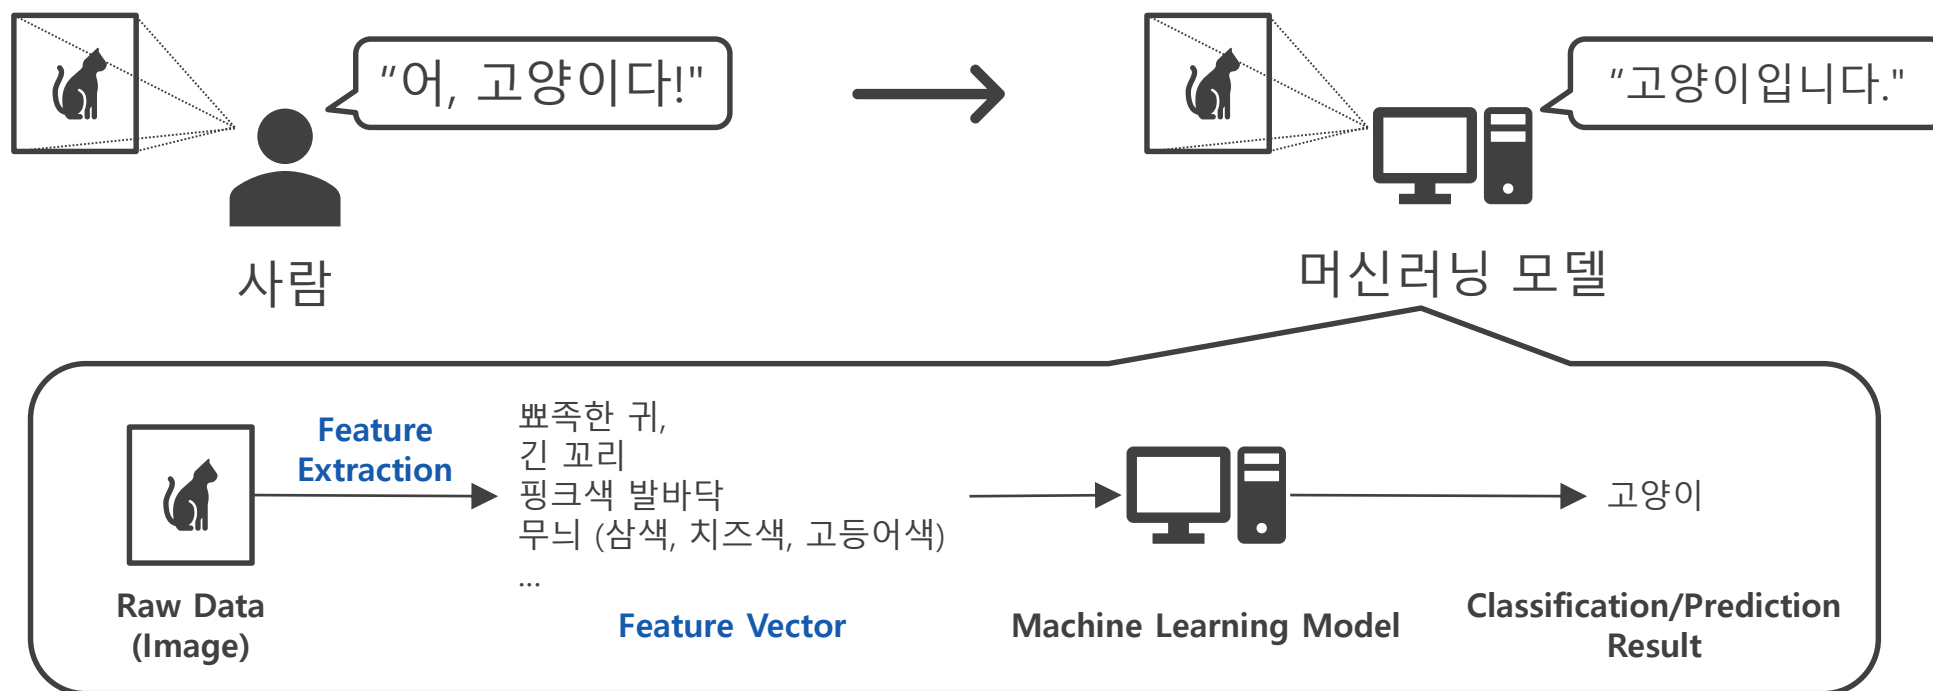 "어, 고양이다!"
"고양이입니다."
사람
머신러닝 모델
Feature
Extraction
뾰족한 귀,
긴 꼬리
핑크색 발바닥
무늬 (삼색, 치즈색, 고등어색)
...
고양이
Raw Data
(Image)
Feature Vector
Machine Learning Model
Classification/Prediction
Result